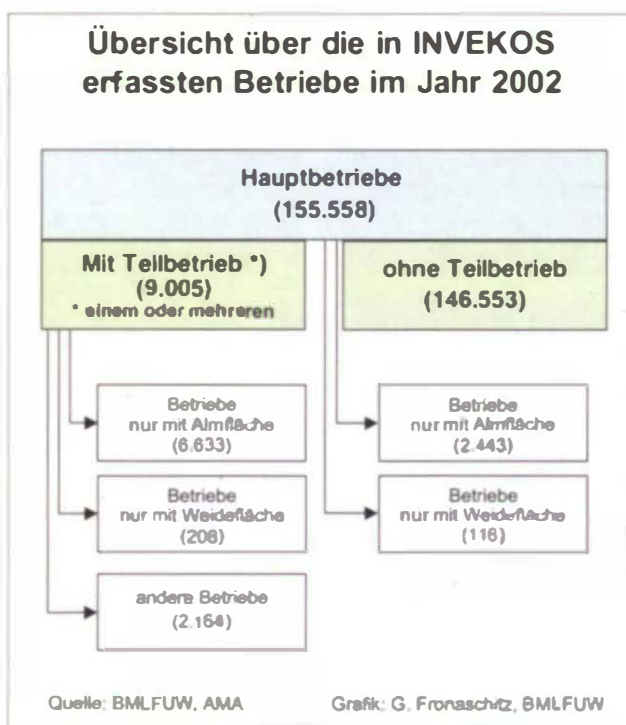 Übersicht über die in INVEKOS
erfassten Betriebe im Jahr 2002
Hauptbetriebe
(155.558)
Mit Teilbetrieb *)
(9.005)
* einem oder mehreren
ohne Teilbetrieb
(146.553)
Betriebe
nur mit Almfläche
(6.633)
Betriebe
nur mit Almfläche
(2.443)
Betriebe
nur mit Weidefläche
(208)
Betriebe
nur mit Weidefläche
(116)
andere Betriebe
(2.164)
Quelle: BMLFUW, AMA
Grafik: G. Fronaschitz, BMLFUW